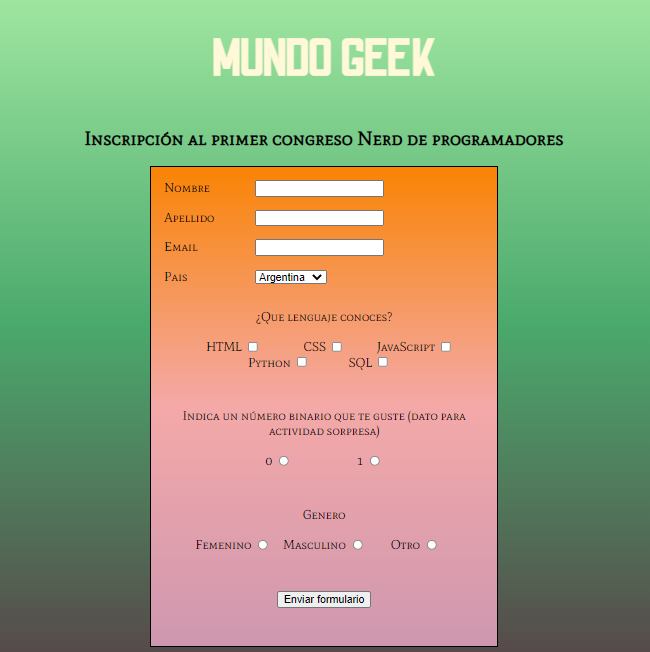 MUNDO GEEK
Inscripción al primer congreso Nerd de programadores
Nombre
Apellido
Email
Pais Argentina
¿Que lenguaje conoces?
HTML CSS JavaScript
Python SQL
Indica un número binario que te guste (dato para
actividad sorpresa)
0 1
Genero
Femenino Masculino Otro
Enviar formulario